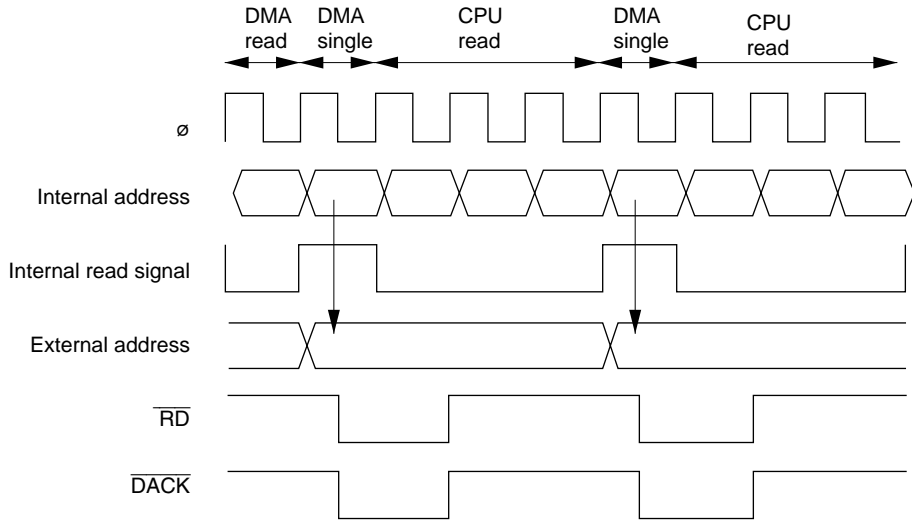 DMA
read
DMA
single
CPU
read
DMA
single
CPU
read
ø
Internal address
Internal read signal
External address
RD
DACK